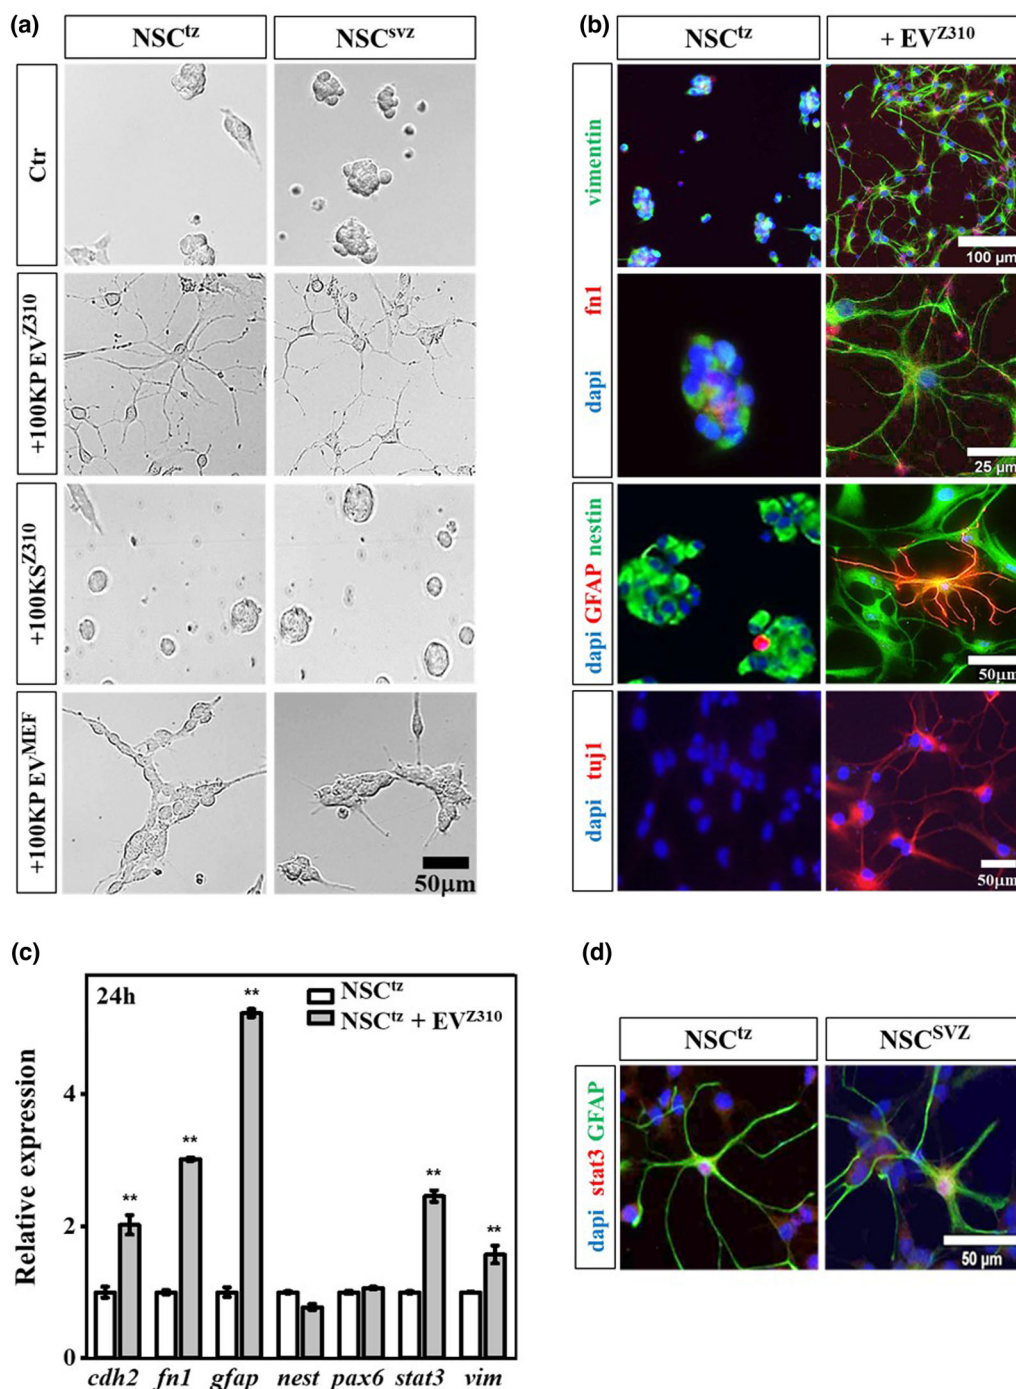 (a)
NSCtz
NSCsvz
Ctr
+100KP EVZ310
+100KSZ310
+100KP EVMEF
50μm
(b)
NSCtz
+ EVZ310
vimentin
fn1
dapi
100 μm
25 μm
dapi GFAP nestin
50μm
dapi tuj1
50μm
(c)
24h
NSCtz
NSCtz + EVZ310
Relative expression
4
2
0
**
**
**
**
**
cdh2 fn1 gfap nest pax6 stat3 vim
(d)
NSCtz
NSCSVZ
dapi stat3 GFAP
50 μm